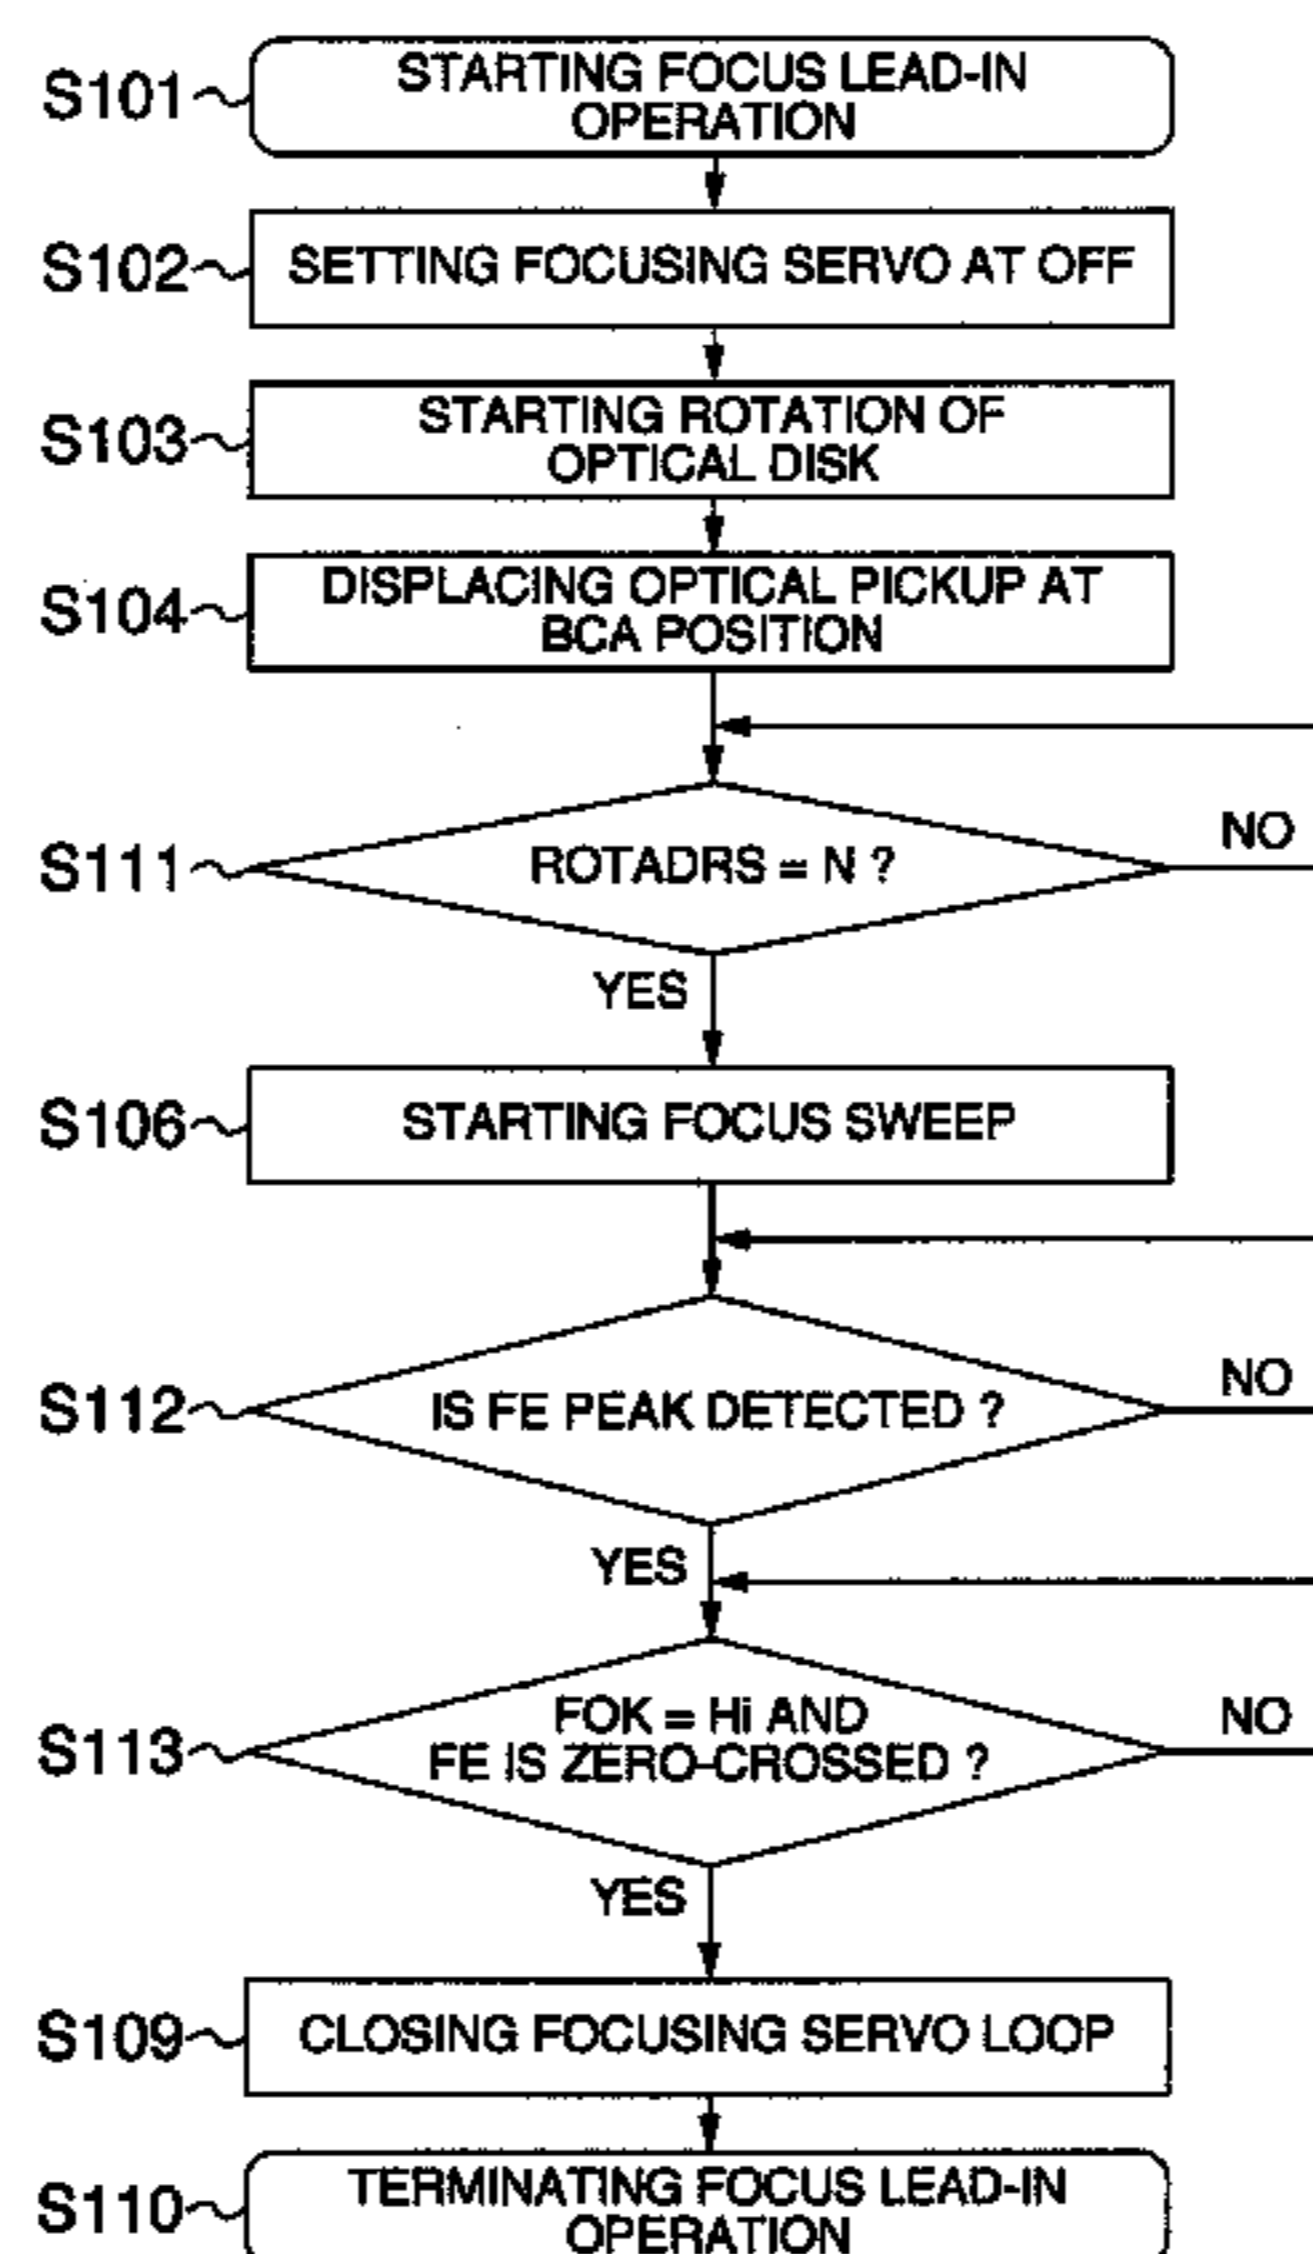 S101
STARTING FOCUS LEAD-IN
OPERATION
S102
SETTING FOCUSING SERVO AT OFF
S103
STARTING ROTATION OF
OPTICAL DISK
S104
DISPLACING OPTICAL PICKUP AT
BCA POSITION
S111
ROTADRS = N ?
NO
YES
S106
STARTING FOCUS SWEEP
S112
IS FE PEAK DETECTED ?
NO
YES
S113
FOK = Hi AND
FE IS ZERO-CROSSED ?
NO
YES
S109
CLOSING FOCUSING SERVO LOOP
S110
TERMINATING FOCUS LEAD-IN
OPERATION